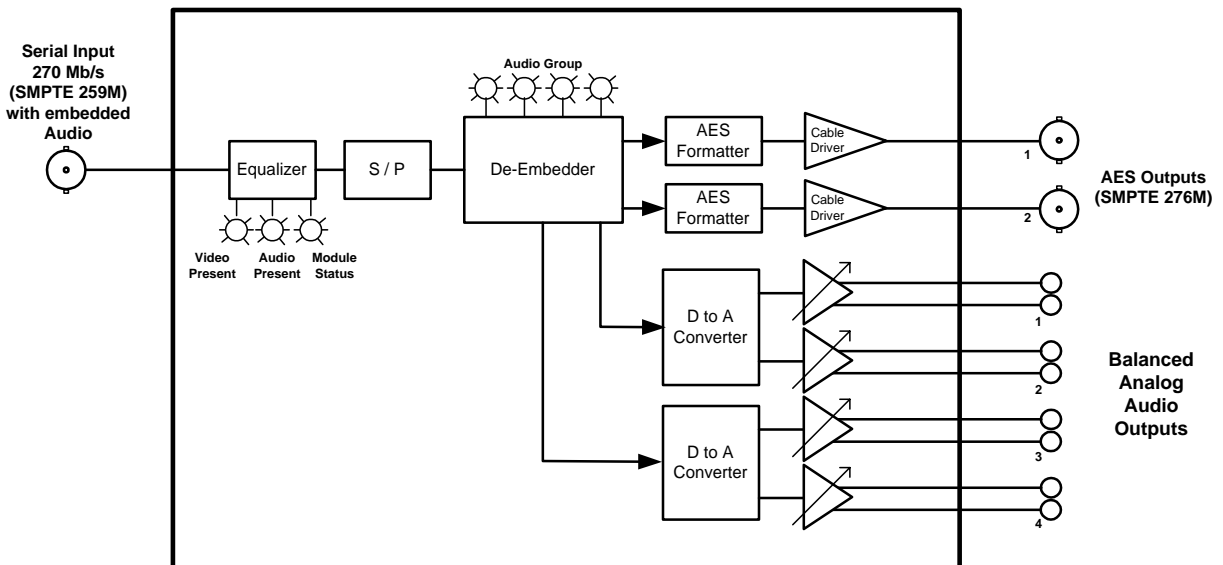 Serial Input
270 Mb/s
(SMPTE 259M)
with embedded
Audio
Audio Group
Equalizer
S / P
De-Embedder
AES
Formatter
Cable
Driver
1
AES
Formatter
Cable
Driver
2
AES Outputs
(SMPTE 276M)
Video
Present
Audio
Present
Module
Status
D to A
Converter
1
2
D to A
Converter
3
4
Balanced
Analog
Audio
Outputs